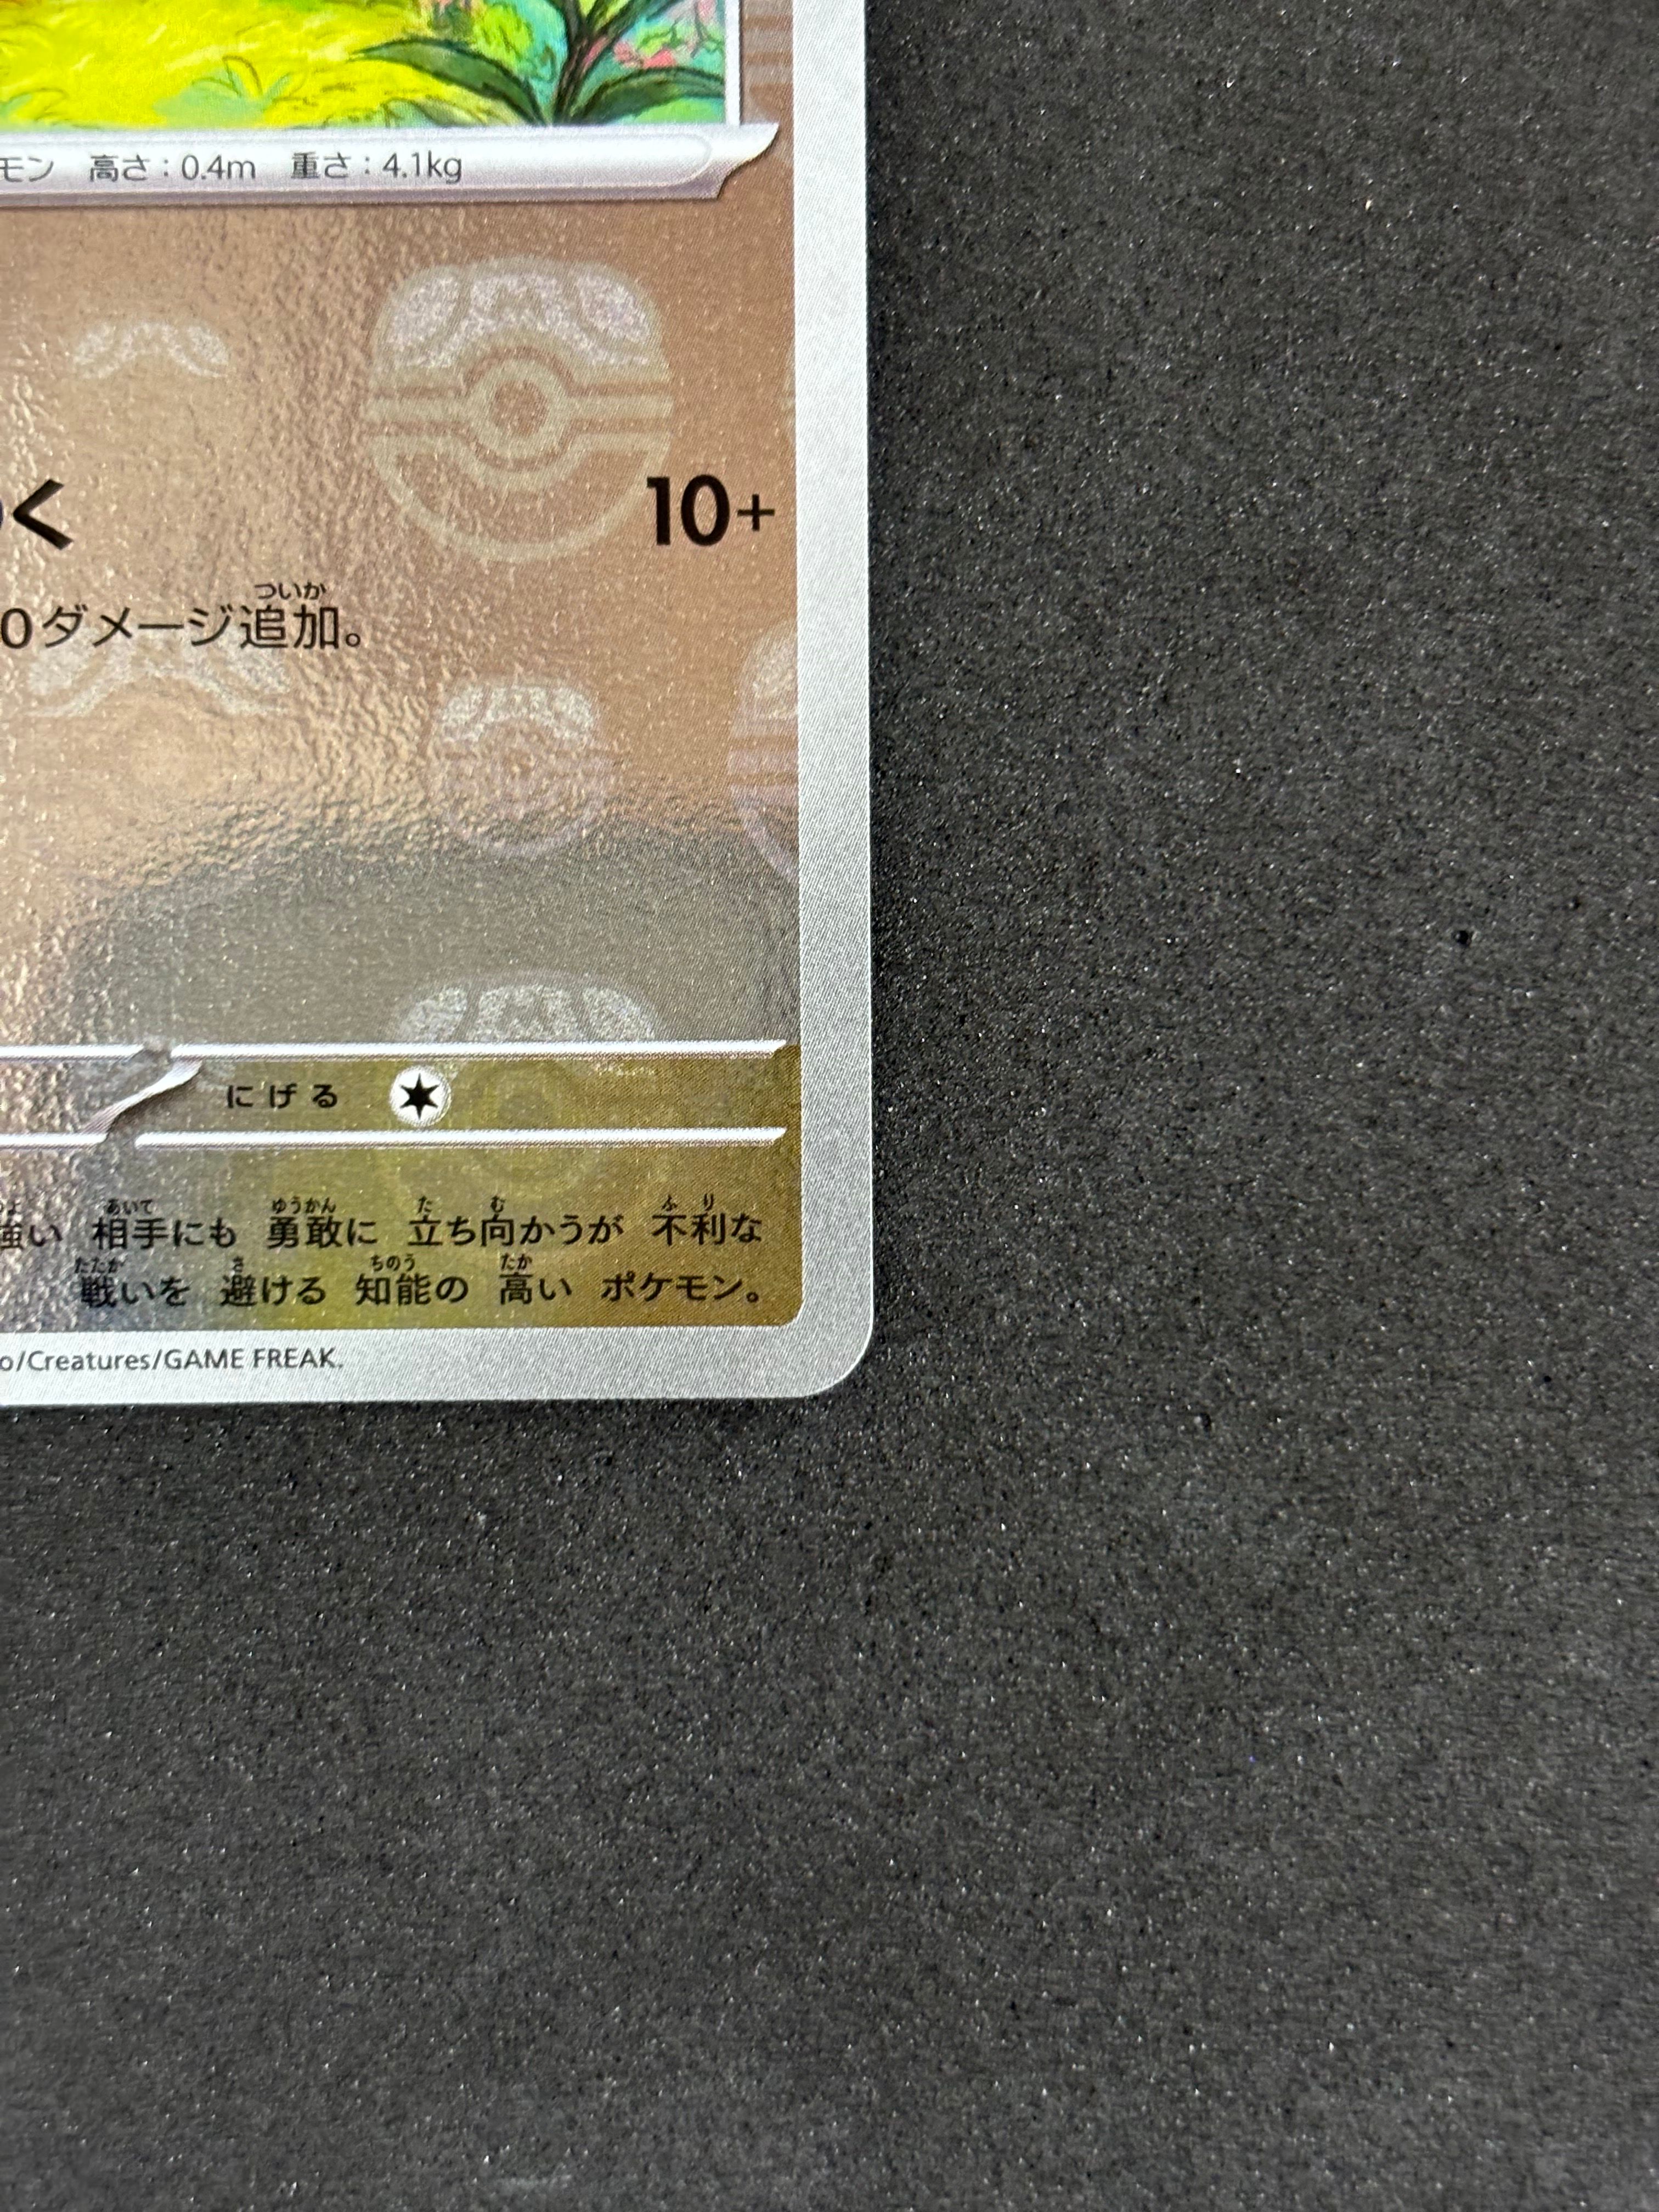 モン 高さ：0.4m 重さ：4.1kg
く 10+
ついか
0ダメージ追加。
にげる
あいて ゆうかん た む ふり
強い 相手にも 勇敢に 立ち向かうが 不利な
たたか さ ちのう たか
戦いを 避ける 知能の 高い ポケモン。
o/Creatures/GAME FREAK.